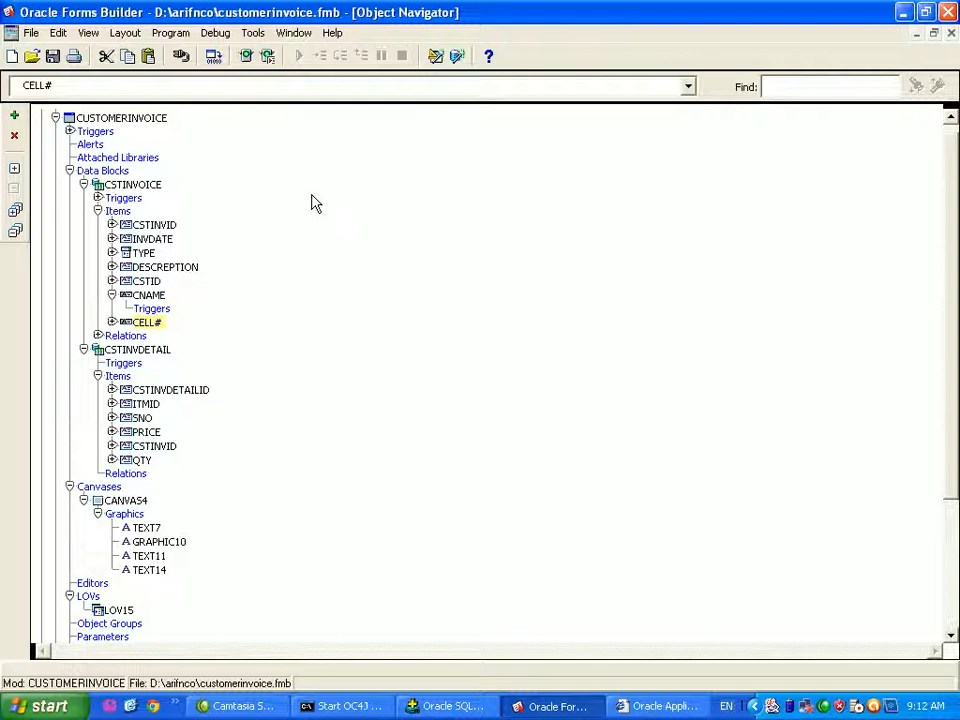 Oracle Forms Builder - D:\arifnco\customerinvoice.fmb - [Object Navigator]
File Edit View Layout Program Debug Tools Window Help
CELL# Find:
CUSTOMERINVOICE
Triggers
Alerts
Attached Libraries
Data Blocks
CSTINVOICE
Triggers
Items
CSTINVID
INVDATE
TYPE
DESCREPTION
CSTID
CNAME
Triggers
CELL#
Relations
CSTINVDETAIL
Triggers
Items
CSTINVDETAILID
ITMID
SNO
PRICE
CSTINVID
QTY
Relations
Canvases
CANVAS4
Graphics
A TEXT7
A GRAPHIC10
A TEXT11
A TEXT14
Editors
LOVs
LOV15
Object Groups
Parameters
Mod: CUSTOMERINVOICE File: D:\arifnco\customerinvoice.fmb
start Camtasia S... Start OC4J ... Oracle SQL... Oracle For... Oracle Appli... EN 9:12 AM